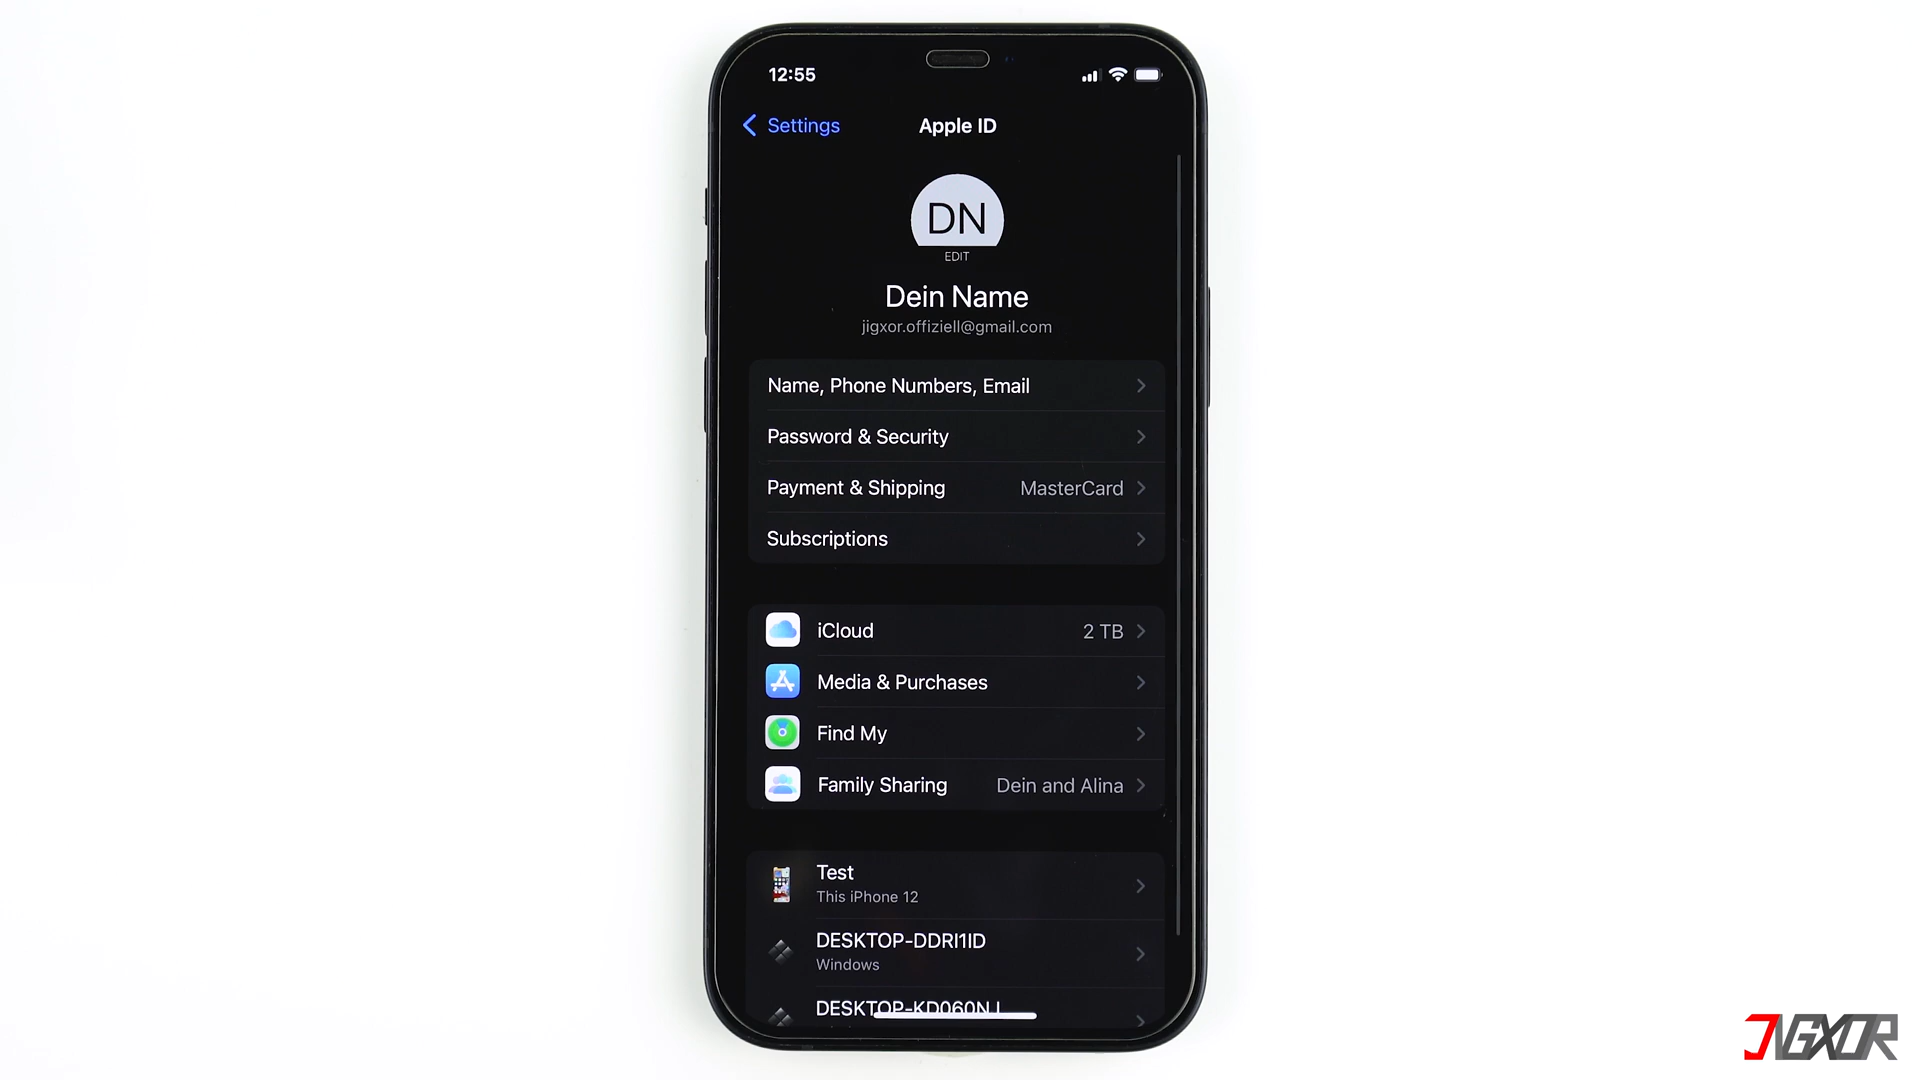 12:55
Settings
Apple ID
DN
EDIT
Dein Name
jigxor.offiziell@gmail.com
Name, Phone Numbers, Email
Password & Security
Payment & Shipping MasterCard
Subscriptions
iCloud 2 TB
Media & Purchases
Find My
Family Sharing Dein and Alina
Test
This iPhone 12
DESKTOP-DDRI1ID
Windows
DESKTOP-KD060NJ
JIGXOR